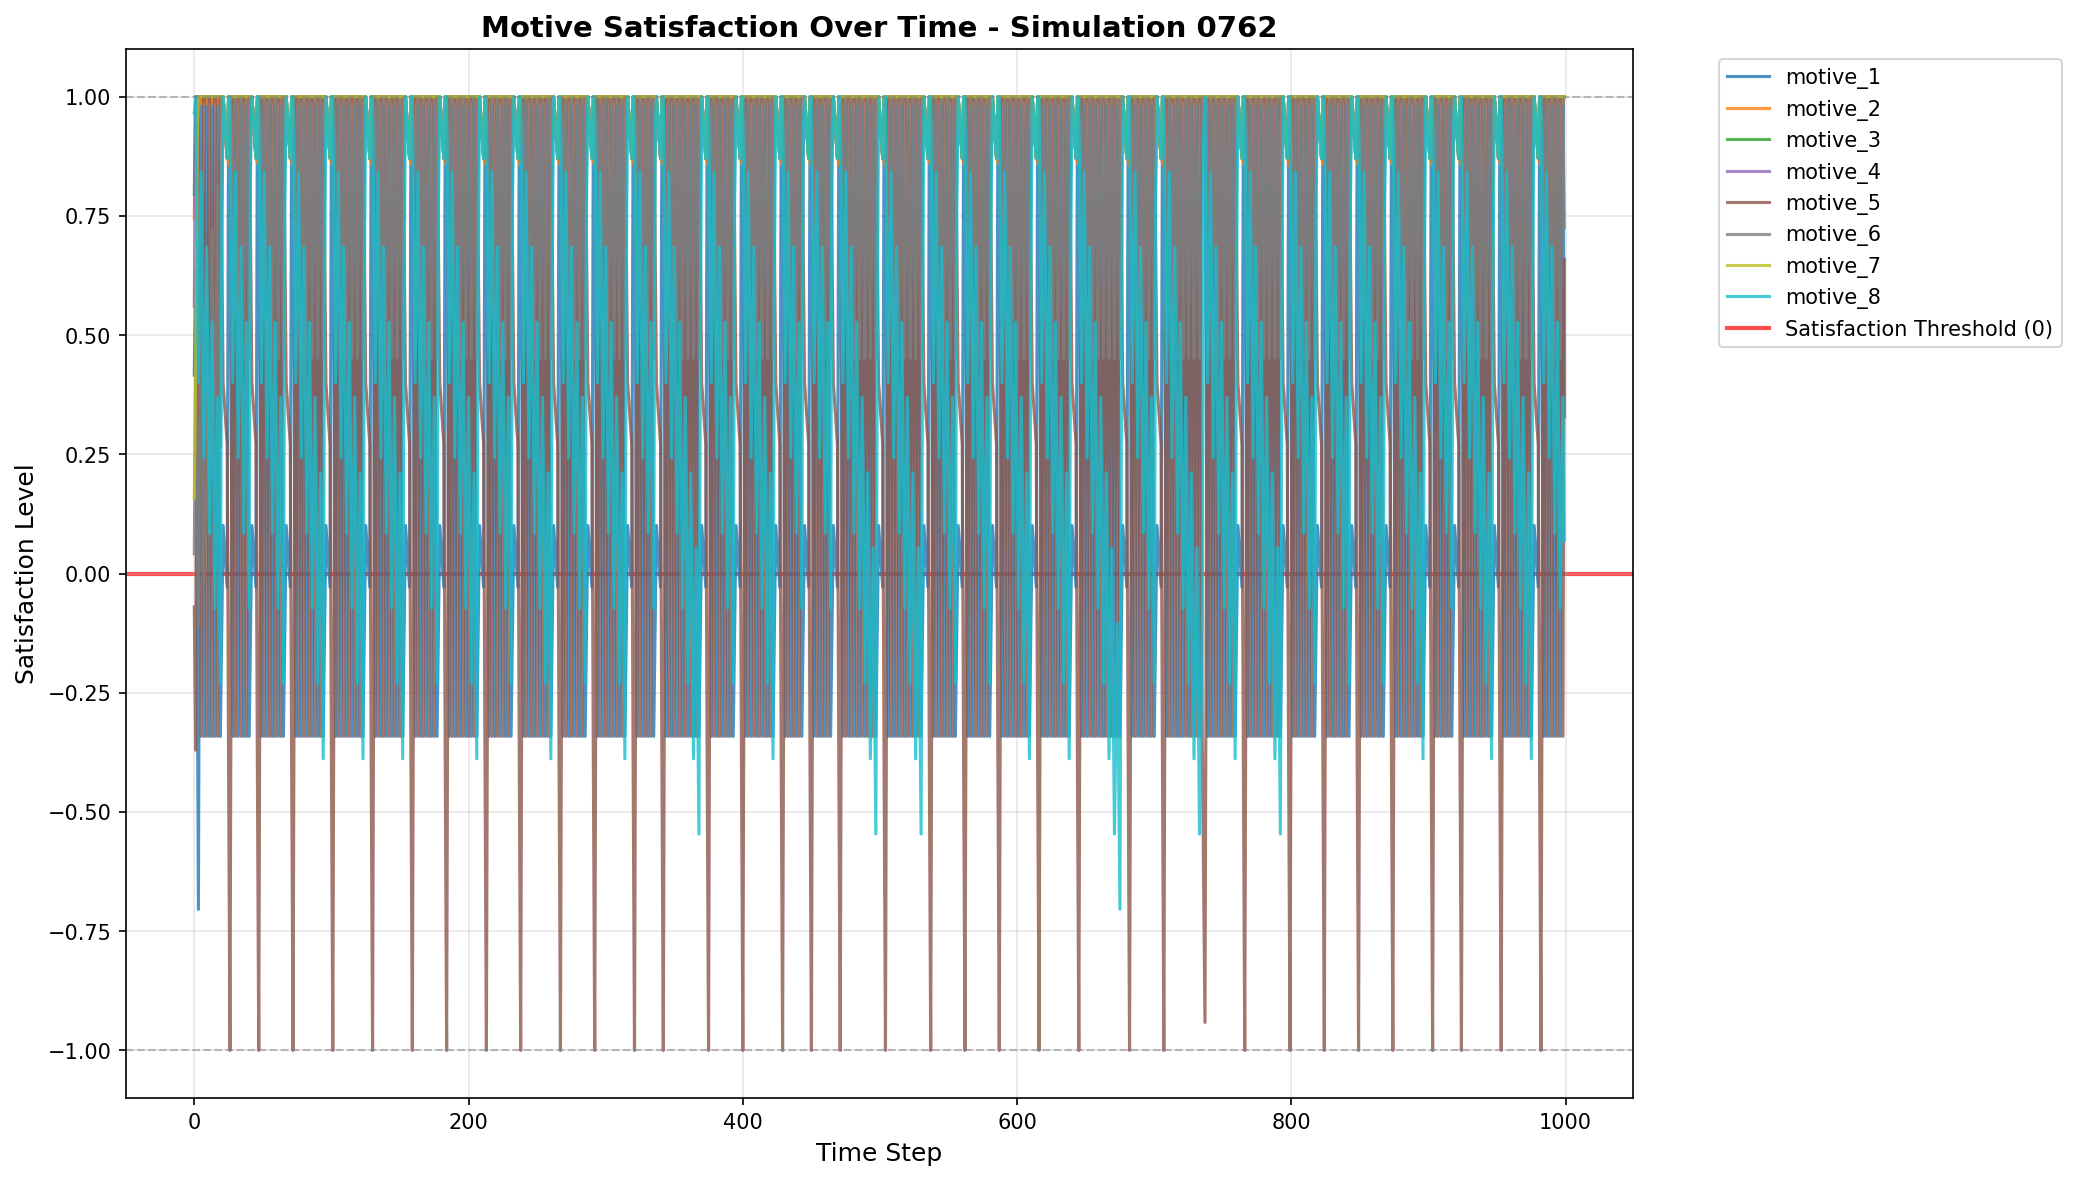 Motive Satisfaction Over Time - Simulation 0762
Satisfaction Level
1.00
0.75
0.50
0.25
0.00
−0.25
−0.50
−0.75
−1.00
0
200
400
600
800
1000
Time Step
motive_1
motive_2
motive_3
motive_4
motive_5
motive_6
motive_7
motive_8
Satisfaction Threshold (0)